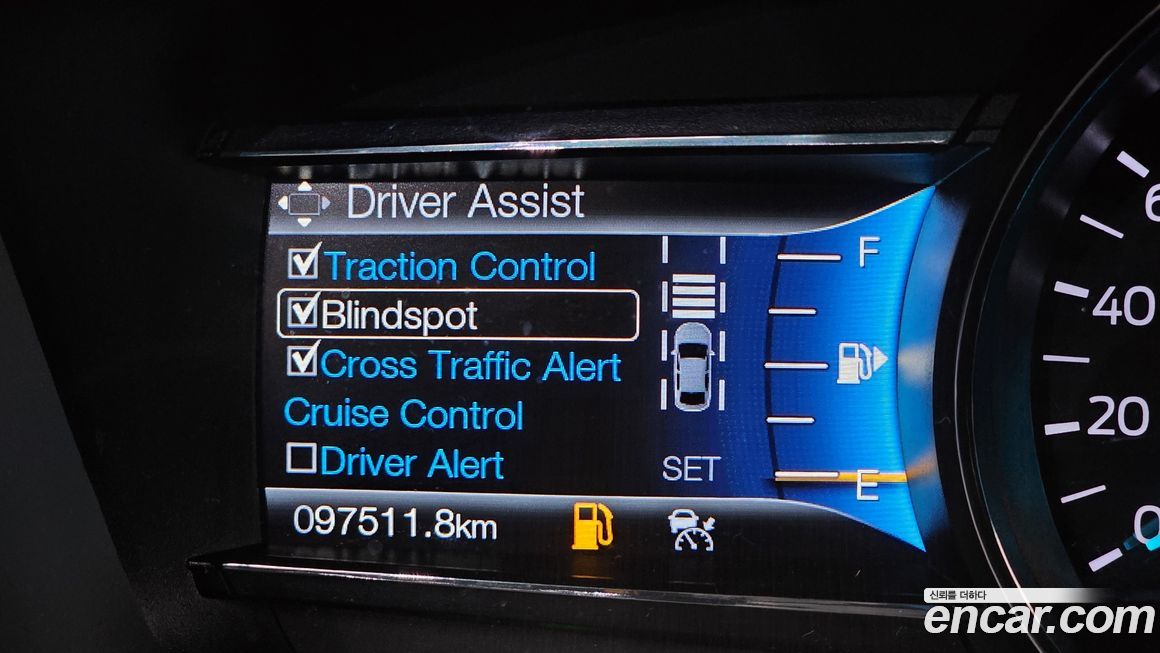 Driver Assist
Traction Control
Blindspot
Cross Traffic Alert
Cruise Control
Driver Alert
SET
F
E
097511.8km
40
20
0
신뢰를 더하다
encar.com